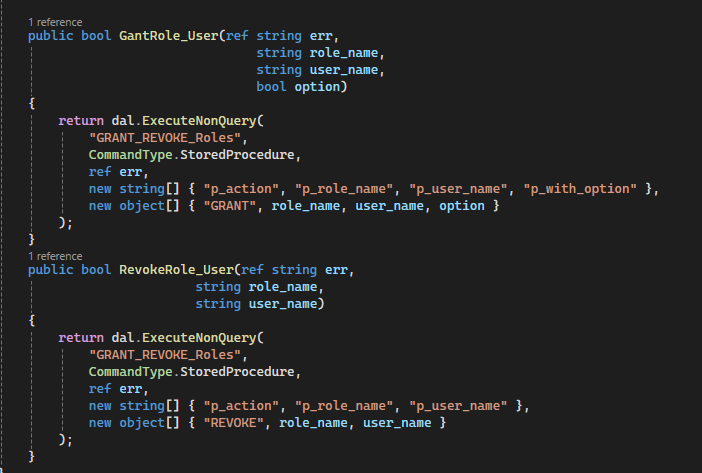 1 reference
public bool GantRole_User(ref string err,
string role_name,
string user_name,
bool option)
{
return dal.ExecuteNonQuery(
"GRANT_REVOKE_Roles",
CommandType.StoredProcedure,
ref err,
new string[] { "p_action", "p_role_name", "p_user_name", "p_with_option" },
new object[] { "GRANT", role_name, user_name, option }
);
}
1 reference
public bool RevokeRole_User(ref string err,
string role_name,
string user_name)
{
return dal.ExecuteNonQuery(
"GRANT_REVOKE_Roles",
CommandType.StoredProcedure,
ref err,
new string[] { "p_action", "p_role_name", "p_user_name" },
new object[] { "REVOKE", role_name, user_name }
);
}